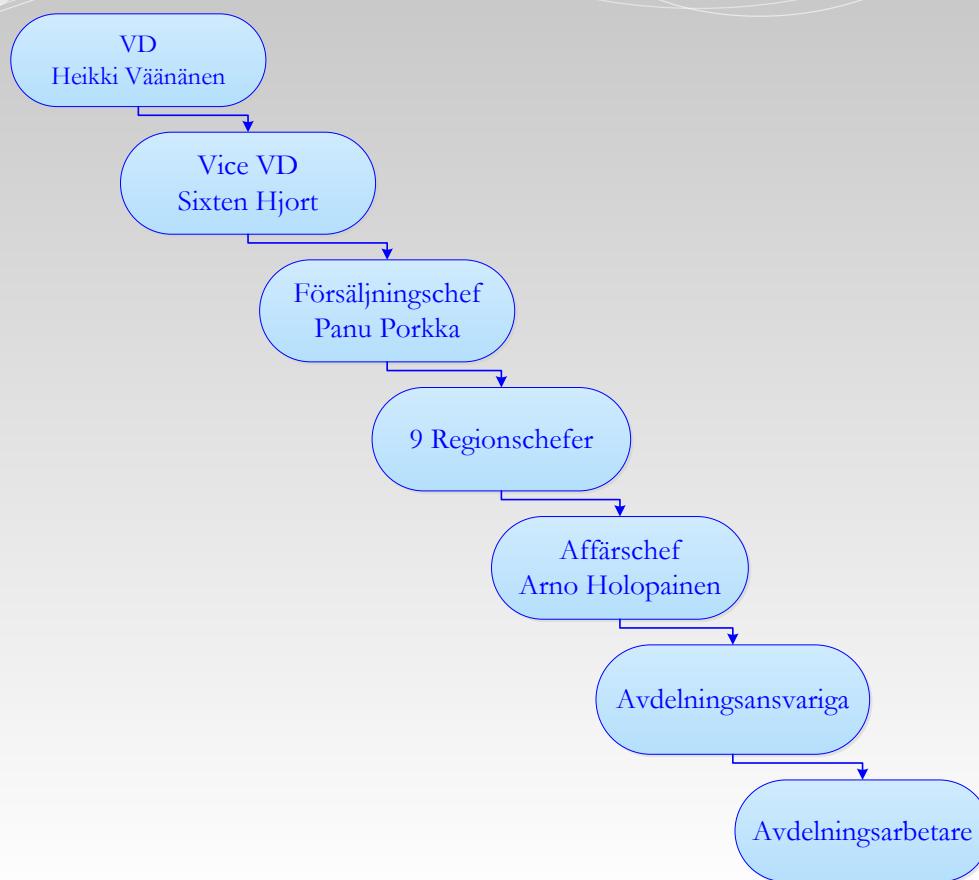 VD
Heikki Väänänen
Vice VD
Sixten Hjort
Försäljningschef
Panu Porkka
9 Regionschefer
Affärschef
Arno Holopainen
Avdelningsansvariga
Avdelningsarbetare